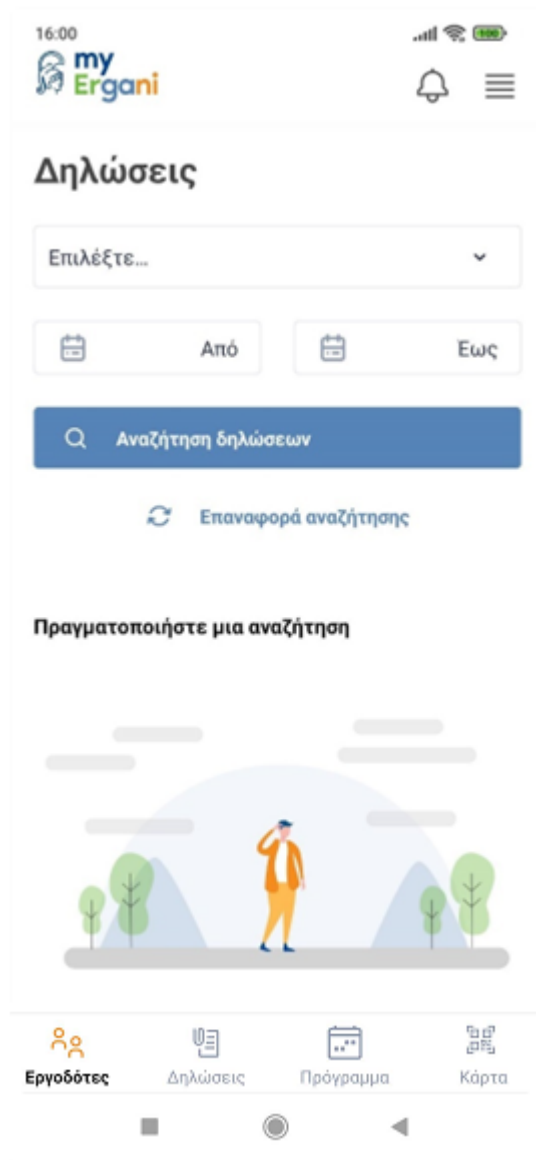 16:00
100
my
Ergani
Δηλώσεις
Επιλέξτε...
Από Έως
Αναζήτηση δηλώσεων
Επαναφορά αναζήτησης
Πραγματοποιήστε μια αναζήτηση
Εργοδότες Δηλώσεις Πρόγραμμα Κάρτα